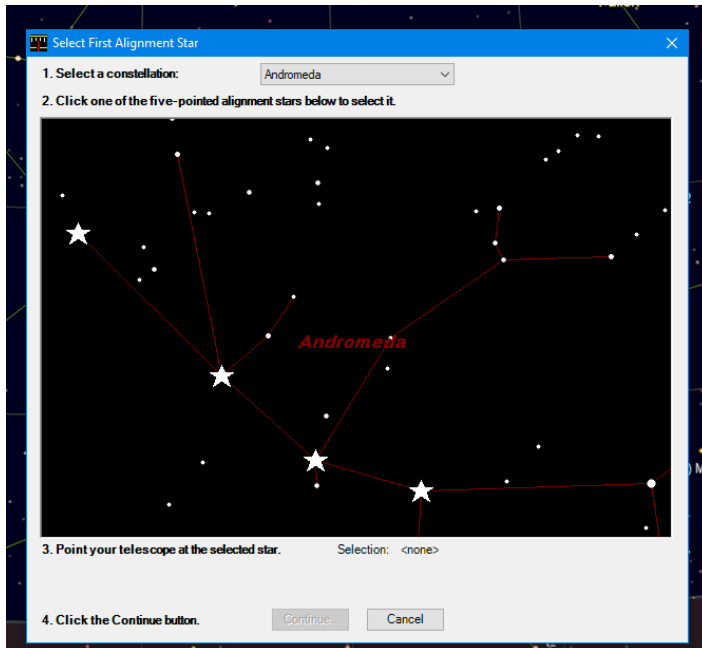 Select First Alignment Star
1. Select a constellation:
Andromeda
2. Click one of the five-pointed alignment stars below to select it.
Andromeda
3. Point your telescope at the selected star.
Selection: <none>
4. Click the Continue button.
Continue...
Cancel